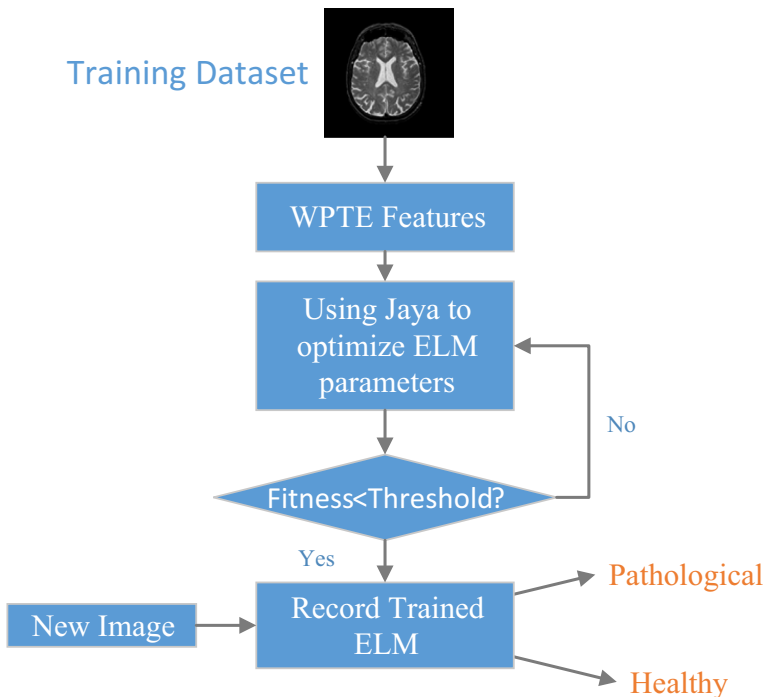 Training Dataset
WPTE Features
Using Jaya to
optimize ELM
parameters
No
Fitness<Threshold?
Yes
Pathological
New Image
Record Trained
ELM
Healthy